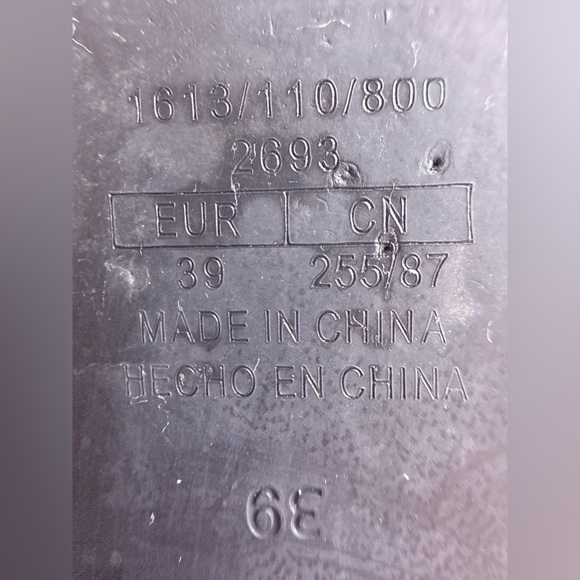 1613/110/800
2693
EUR CN
39 255/87
MADE IN CHINA
HECHO EN CHINA
39